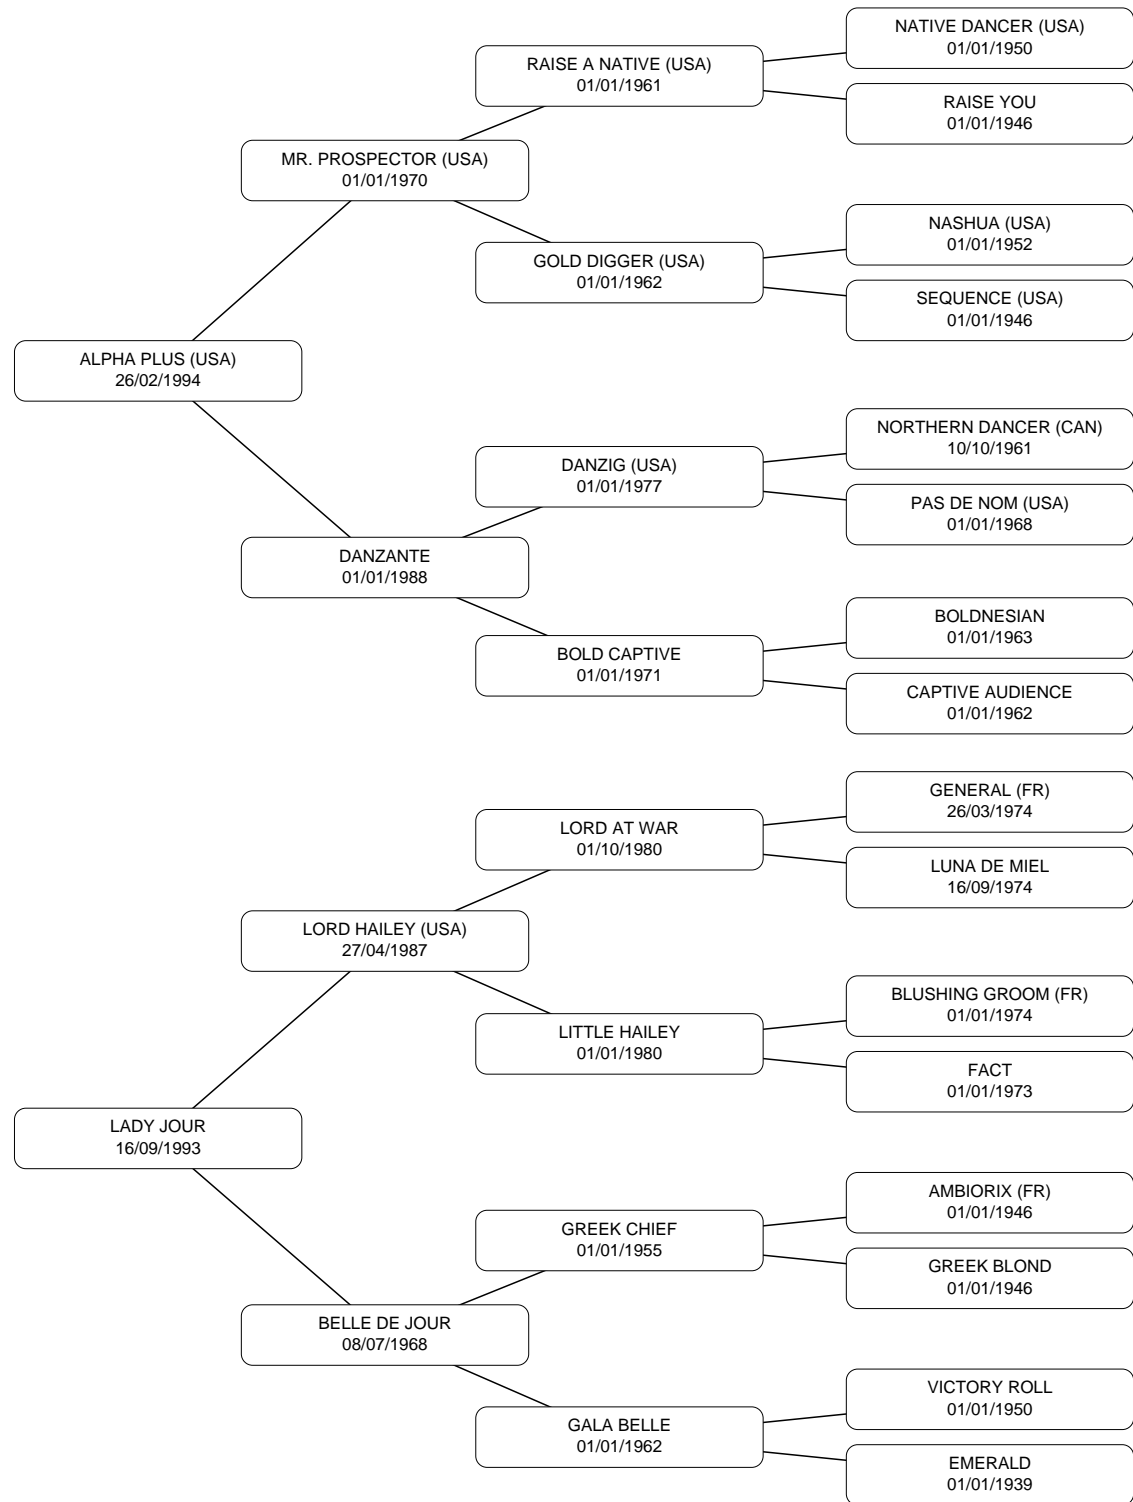 NATIVE DANCER (USA)
01/01/1950
RAISE A NATIVE (USA)
01/01/1961
RAISE YOU
01/01/1946
MR. PROSPECTOR (USA)
01/01/1970
NASHUA (USA)
01/01/1952
GOLD DIGGER (USA)
01/01/1962
SEQUENCE (USA)
01/01/1946
ALPHA PLUS (USA)
26/02/1994
NORTHERN DANCER (CAN)
10/10/1961
DANZIG (USA)
01/01/1977
PAS DE NOM (USA)
01/01/1968
DANZANTE
01/01/1988
BOLDNESIAN
01/01/1963
BOLD CAPTIVE
01/01/1971
CAPTIVE AUDIENCE
01/01/1962
GENERAL (FR)
26/03/1974
LORD AT WAR
01/10/1980
LUNA DE MIEL
16/09/1974
LORD HAILEY (USA)
27/04/1987
BLUSHING GROOM (FR)
01/01/1974
LITTLE HAILEY
01/01/1980
FACT
01/01/1973
LADY JOUR
16/09/1993
AMBIORIX (FR)
01/01/1946
GREEK CHIEF
01/01/1955
GREEK BLOND
01/01/1946
BELLE DE JOUR
08/07/1968
VICTORY ROLL
01/01/1950
GALA BELLE
01/01/1962
EMERALD
01/01/1939